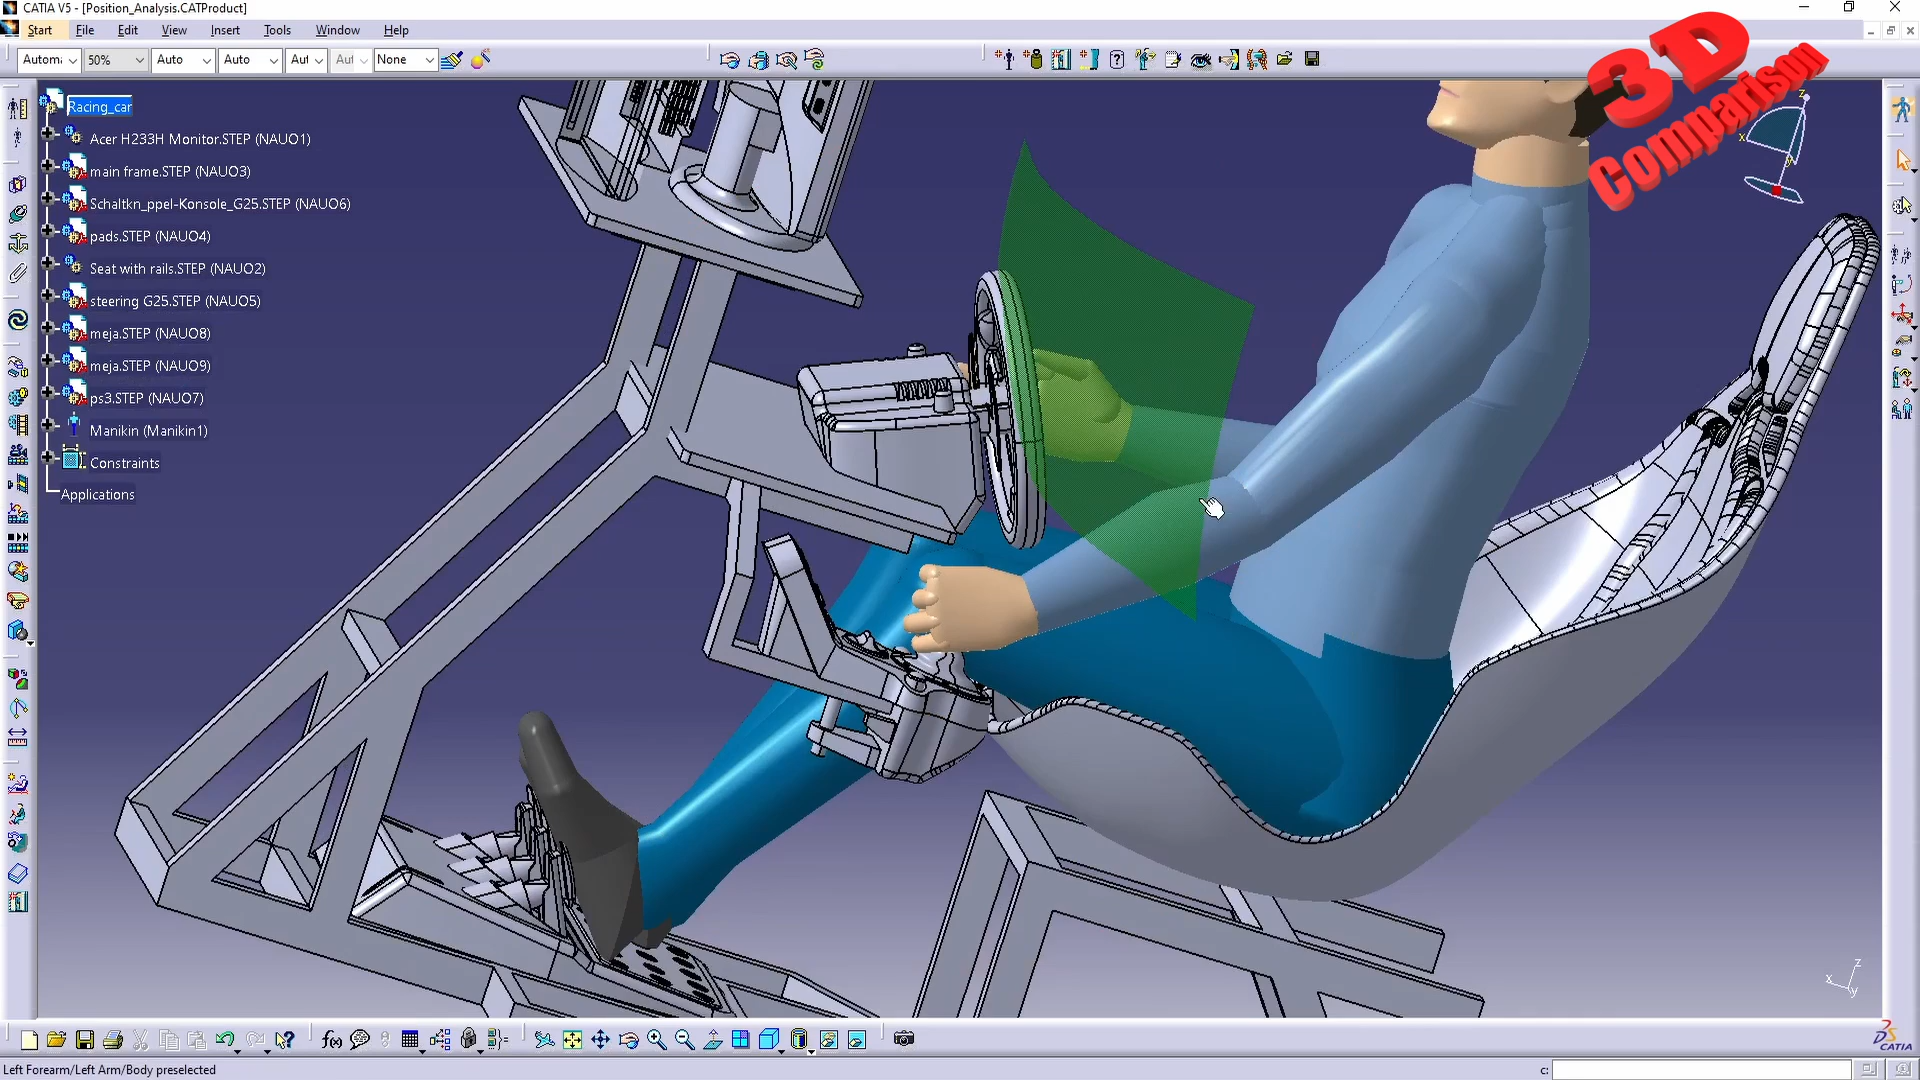 CATIA V5 - [Position_Analysis.CATProduct]
Start File Edit View Insert Tools Window Help
Autom 50% Auto Auto Aut Aut None
3D
Comparison
Racing_car
Acer H233H Monitor.STEP (NAUO1)
main frame.STEP (NAUO3)
Schaltkn_ppel-Konsole_G25.STEP (NAUO6)
pads.STEP (NAUO4)
Seat with rails.STEP (NAUO2)
steering G25.STEP (NAUO5)
meja.STEP (NAUO8)
meja.STEP (NAUO9)
ps3.STEP (NAUO7)
Manikin (Manikin1)
Constraints
Applications
z
x
y
z
x
y
f(x)
CATIA
Left Forearm/Left Arm/Body preselected
c: